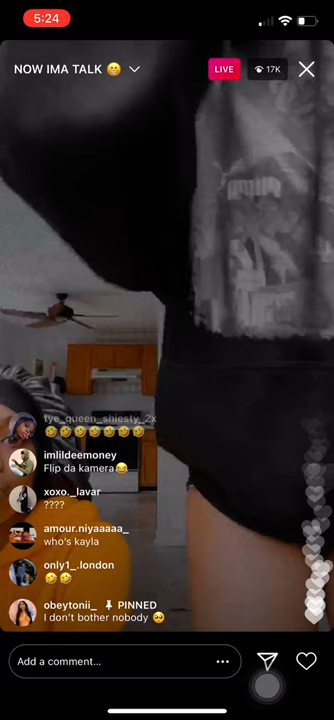 5:24
NOW IMA TALK 😁
LIVE
17K
tye_queen_shiesty_2x
🤣🤣🤣🤣🤣🤣🤣
imlildeemoney
Flip da kamera😂
xoxo._lavar
????
amour.niyaaaaa_
who's kayla
only1_.london
🤣🤣
obeytonii_ 📌 PINNED
I don't bother nobody 🥺
Add a comment...